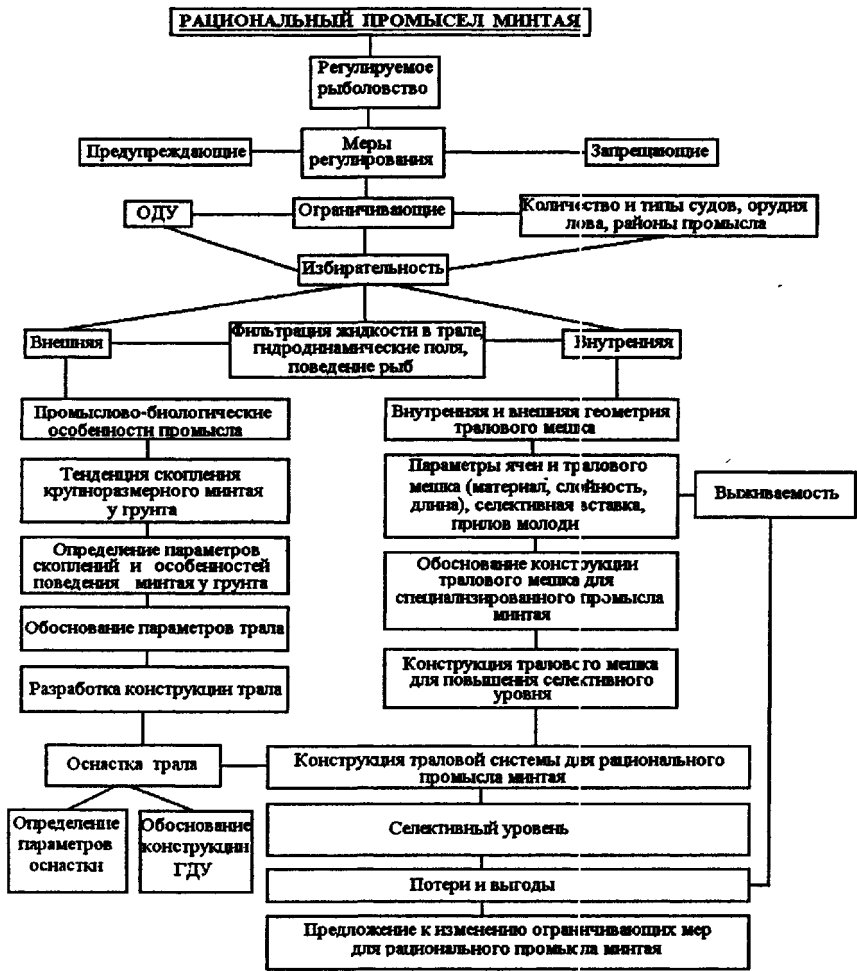 РАЦИОНАЛЬНЫЙ ПРОМЫСЕЛ МИНТАЯ
Регулируемое
рыболовство
Предупреждающие
Меры
регулирования
Запрещающие
ОДУ
Ограничивающие
Количество и типы судов, орудия
лова, районы промысла
Избирательность
Внешняя
Фильтрация жидкости в трале,
гидродинамические поля,
поведение рыб
Внутренняя
Промыслово-биологические
особенности промысла
Тенденция скопления
крупноразмерного минтая
у грунта
Определение параметров
скоплений и особенностей
поведения минтая у грунта
Обоснование параметров трала
Разработка конструкции трала
Внутренняя и внешняя геометрия
тралового мешка
Параметры ячеи и тралового
мешка (материал, слойность,
длина), селективная вставка,
прилов молоди
Выживаемость
Обоснование конструкции
тралового мешка для
специализированного промысла
минтая
Конструкция тралового мешка
для повышения селективного
уровня
Оснастка трала
Конструкция траловой системы для рационального
промысла минтая
Определение
параметров
оснастки
Обоснование
конструкции
ГДУ
Селективный уровень
Потери и выгоды
Предложение к изменению ограничивающих мер
для рационального промысла минтая